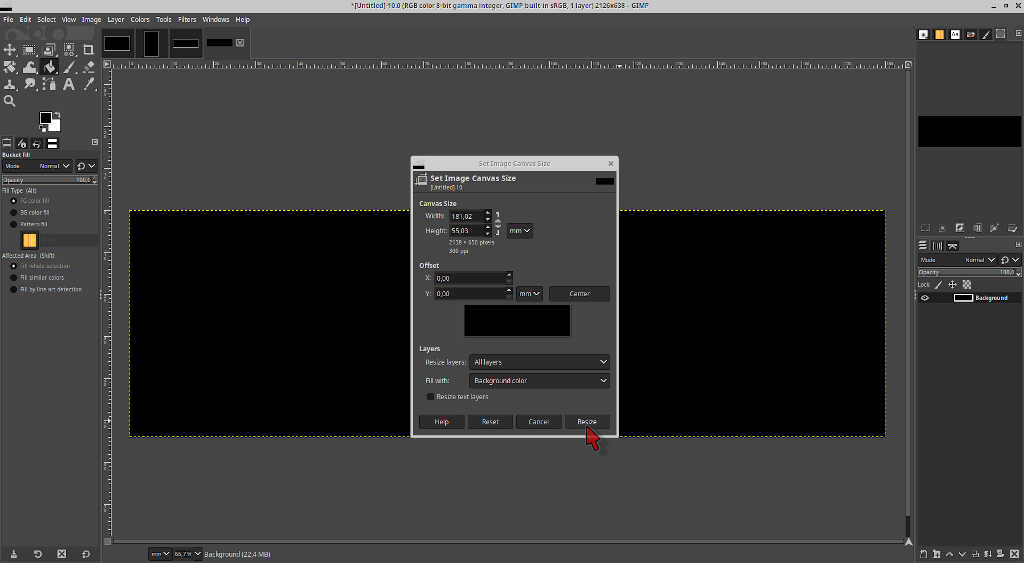 *[Untitled]-10.0 (RGB color 8-bit gamma integer, GIMP built-in sRGB, 1 layer) 2126x638 – GIMP
File Edit Select View Image Layer Colors Tools Filters Windows Help
Bucket Fill
Mode Normal
Opacity 100,0
Fill Type (Alt)
FG color fill
BG color fill
Pattern fill
Affected Area (Shift)
Fill whole selection
Fill similar colors
Fill by line art detection
Set Image Canvas Size
Set Image Canvas Size
[Untitled]-10
Canvas Size
Width: 181,02
Height: 55,03 mm
300 ppi
Offset
X: 0,00
Y: 0,00 mm Center
Layers
Resize layers: All layers
Fill with: Background color
Resize text layers
Help Reset Cancel Resize
Mode Normal
Opacity 100,0
Lock:
Background
mm 66,7 % Background (22,4 MB)